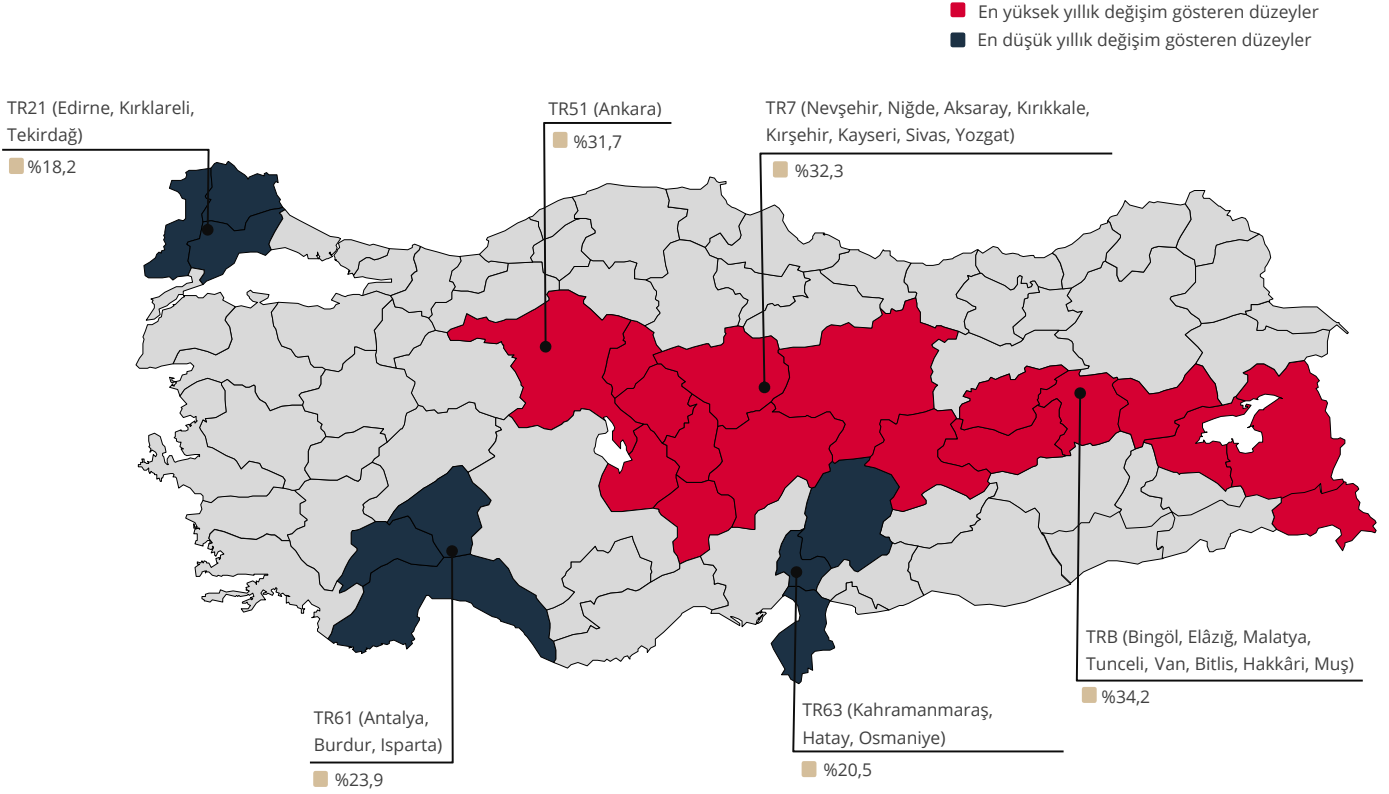 En yüksek yıllık değişim gösteren düzeyler
En düşük yıllık değişim gösteren düzeyler
TR21 (Edirne, Kırklareli,
Tekirdağ)
%18,2
TR51 (Ankara)
%31,7
TR7 (Nevşehir, Niğde, Aksaray, Kırıkkale,
Kırşehir, Kayseri, Sivas, Yozgat)
%32,3
TRB (Bingöl, Elâzığ, Malatya,
Tunceli, Van, Bitlis, Hakkâri, Muş)
%34,2
TR61 (Antalya,
Burdur, Isparta)
%23,9
TR63 (Kahramanmaraş,
Hatay, Osmaniye)
%20,5